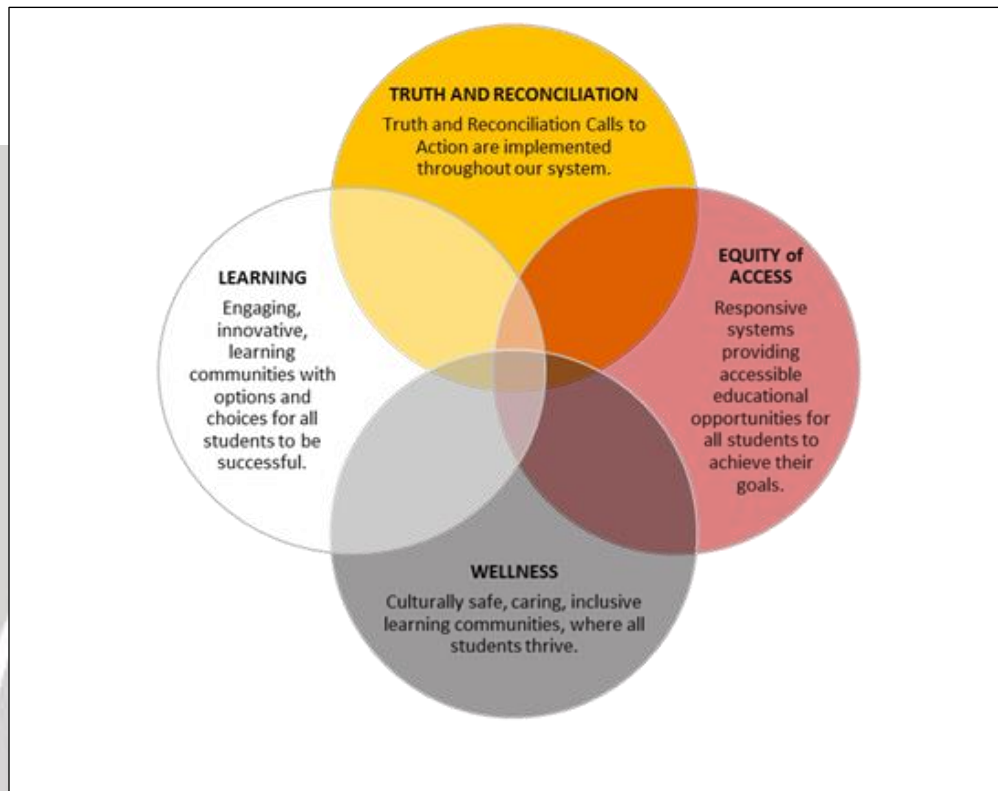 TRUTH AND RECONCILIATION
Truth and Reconciliation Calls to
Action are implemented
throughout our system.
LEARNING
Engaging,
innovative,
learning
communities with
options and
choices for all
students to be
successful.
EQUITY of
ACCESS
Responsive
systems
providing
accessible
educational
opportunities for
all students to
achieve their
goals.
WELLNESS
Culturally safe, caring, inclusive
learning communities, where all
students thrive.